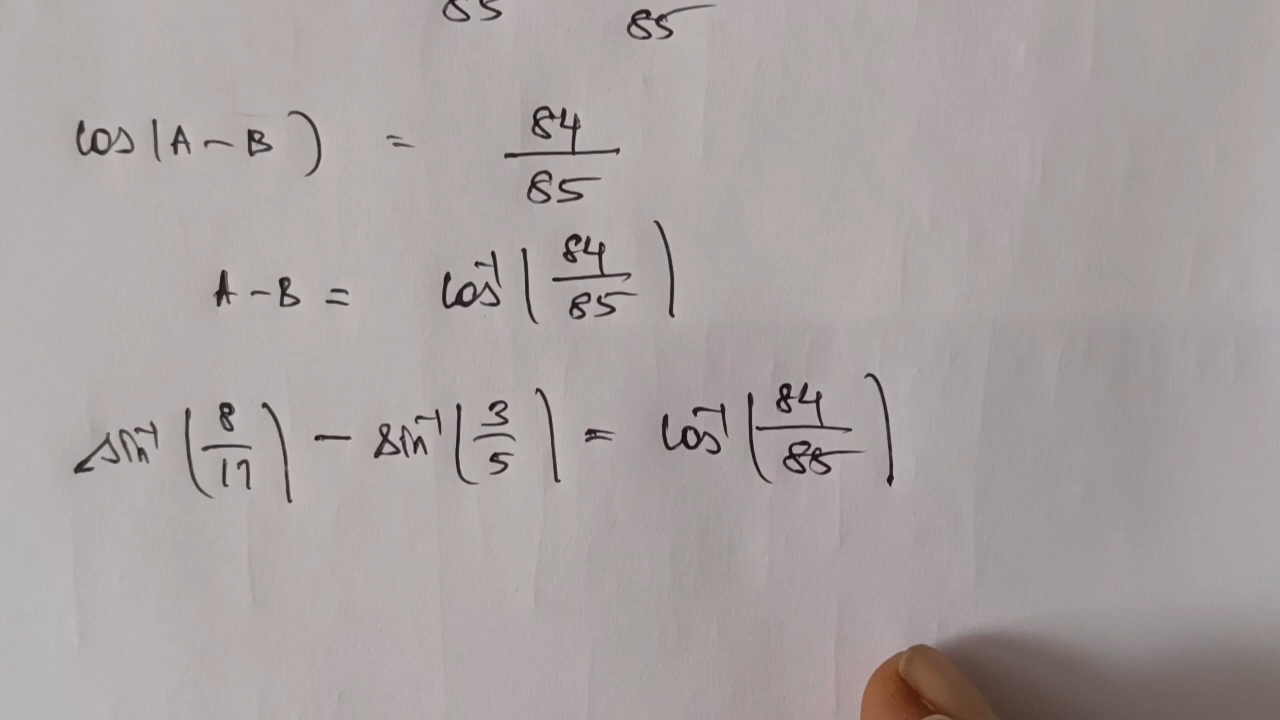 85 85
cos(A-B) = 84/85
A-B = cos⁻¹(84/85)
sin⁻¹(8/17) - sin⁻¹(3/5) = cos⁻¹(84/85)